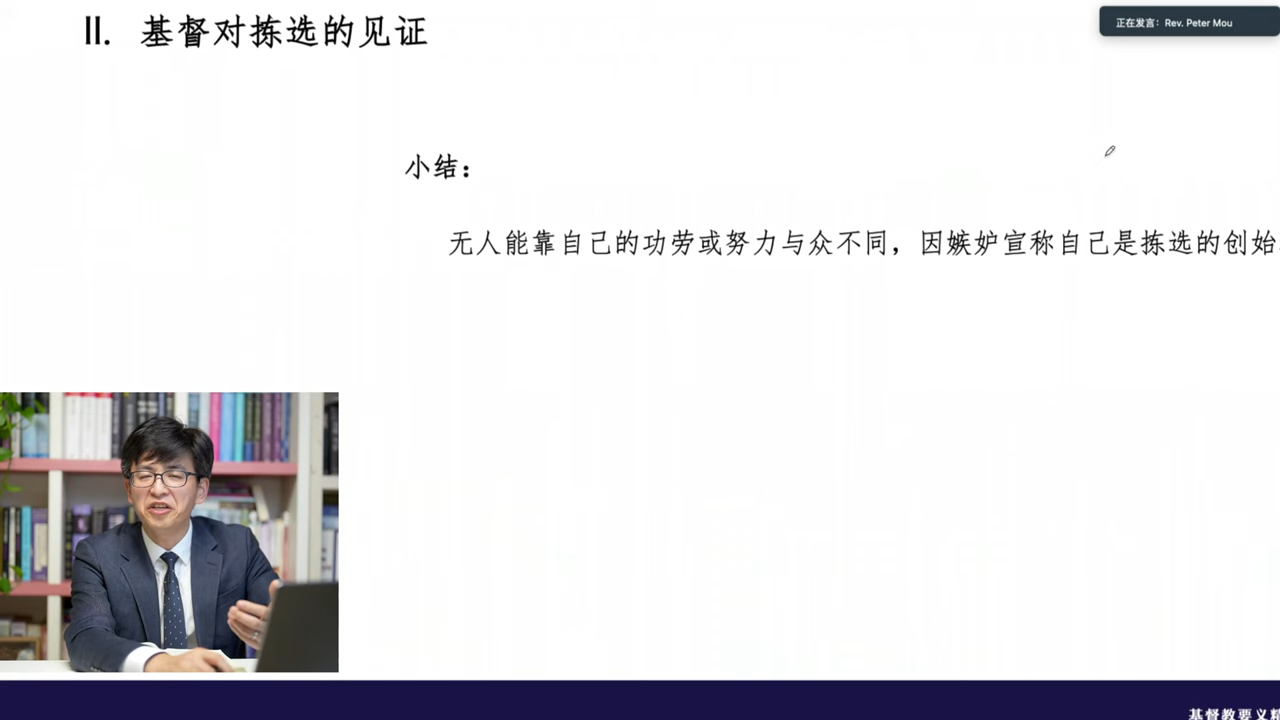 II. 基督对拣选的见证
正在发言: Rev. Peter Mou
小结：
无人能靠自己的功劳或努力与众不同，因嫉妒宣称自己是拣选的创始
基督教要义精